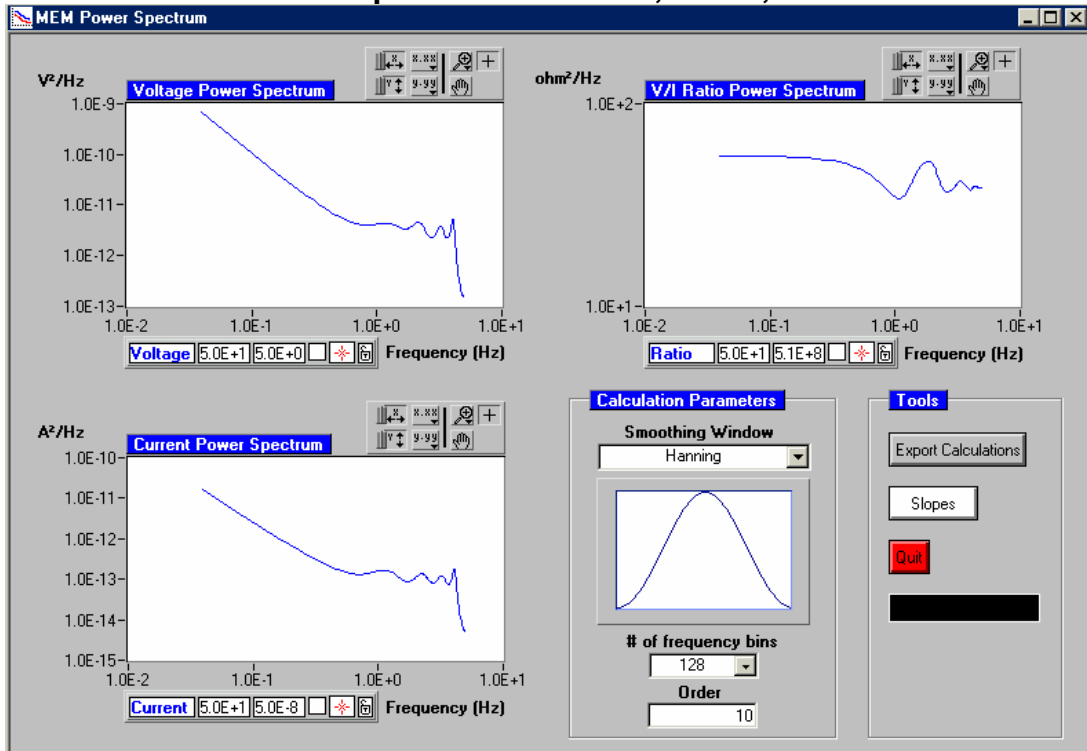 MEM Power Spectrum
V²/Hz
Voltage Power Spectrum
1.0E-9
1.0E-10
1.0E-11
1.0E-12
1.0E-13
1.0E-2 1.0E-1 1.0E+0 1.0E+1
Voltage 5.0E+1 5.0E+0 Frequency (Hz)
ohm²/Hz
V/I Ratio Power Spectrum
1.0E+2
1.0E+1
1.0E-2 1.0E-1 1.0E+0 1.0E+1
Ratio 5.0E+1 5.1E+8 Frequency (Hz)
A²/Hz
Current Power Spectrum
1.0E-10
1.0E-11
1.0E-12
1.0E-13
1.0E-14
1.0E-15
1.0E-2 1.0E-1 1.0E+0 1.0E+1
Current 5.0E+1 5.0E-8 Frequency (Hz)
Calculation Parameters
Smoothing Window
Hanning
# of frequency bins
128
Order
10
Tools
Export Calculations
Slopes
Quit